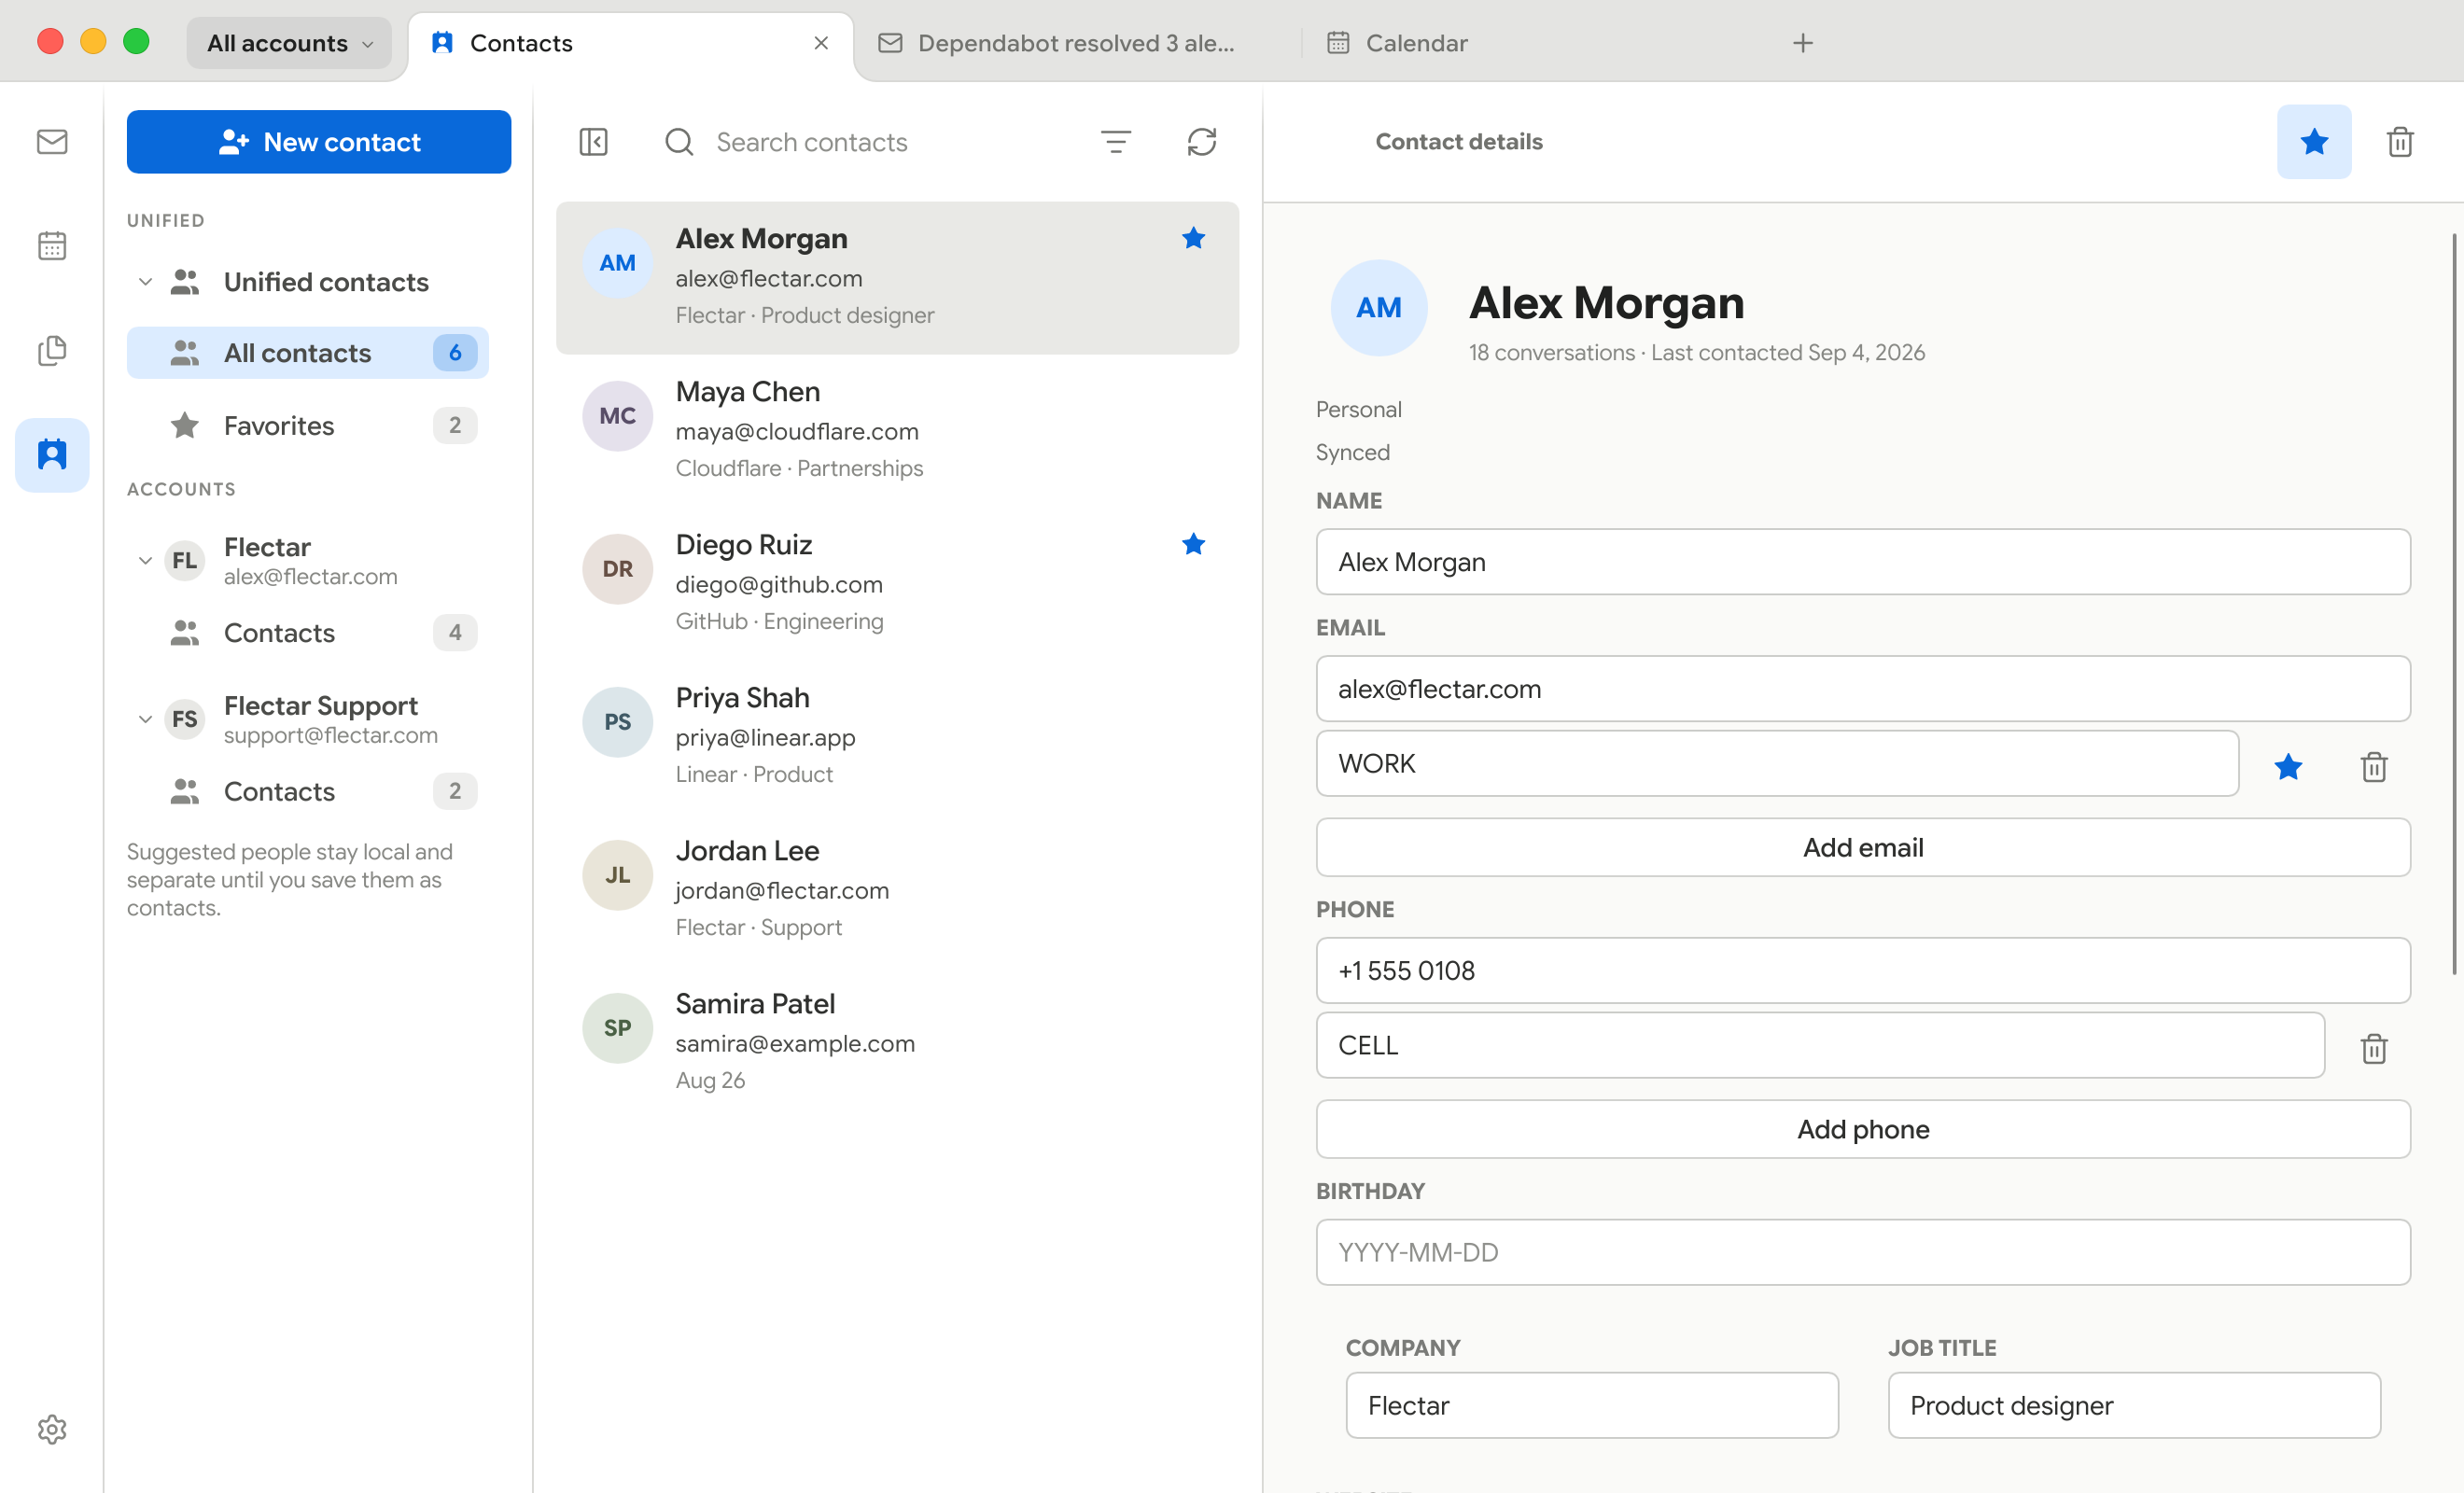 All accounts
Contacts
Dependabot resolved 3 ale...
Calendar
New contact
UNIFIED
Unified contacts
All contacts 6
Favorites 2
ACCOUNTS
FL
Flectar
alex@flectar.com
Contacts 4
FS
Flectar Support
support@flectar.com
Contacts 2
Suggested people stay local and
separate until you save them as
contacts.
Search contacts
AM
Alex Morgan
alex@flectar.com
Flectar · Product designer
MC
Maya Chen
maya@cloudflare.com
Cloudflare · Partnerships
DR
Diego Ruiz
diego@github.com
GitHub · Engineering
PS
Priya Shah
priya@linear.app
Linear · Product
JL
Jordan Lee
jordan@flectar.com
Flectar · Support
SP
Samira Patel
samira@example.com
Aug 26
Contact details
AM
Alex Morgan
18 conversations · Last contacted Sep 4, 2026
Personal
Synced
NAME
Alex Morgan
EMAIL
alex@flectar.com
WORK
Add email
PHONE
+1 555 0108
CELL
Add phone
BIRTHDAY
YYYY-MM-DD
COMPANY
Flectar
JOB TITLE
Product designer